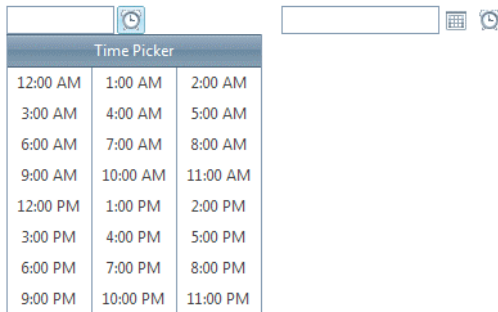 Time Picker
12:00 AM 1:00 AM 2:00 AM
3:00 AM 4:00 AM 5:00 AM
6:00 AM 7:00 AM 8:00 AM
9:00 AM 10:00 AM 11:00 AM
12:00 PM 1:00 PM 2:00 PM
3:00 PM 4:00 PM 5:00 PM
6:00 PM 7:00 PM 8:00 PM
9:00 PM 10:00 PM 11:00 PM